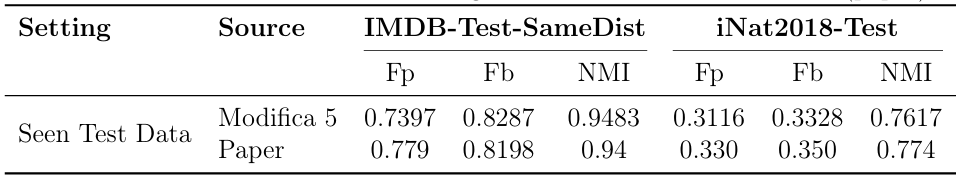 Setting Source IMDB-Test-SameDist iNat2018-Test
Fp Fb NMI Fp Fb NMI
Seen Test Data
Modifica 5 0.7397 0.8287 0.9483 0.3116 0.3328 0.7617
Paper 0.779 0.8198 0.94 0.330 0.350 0.774